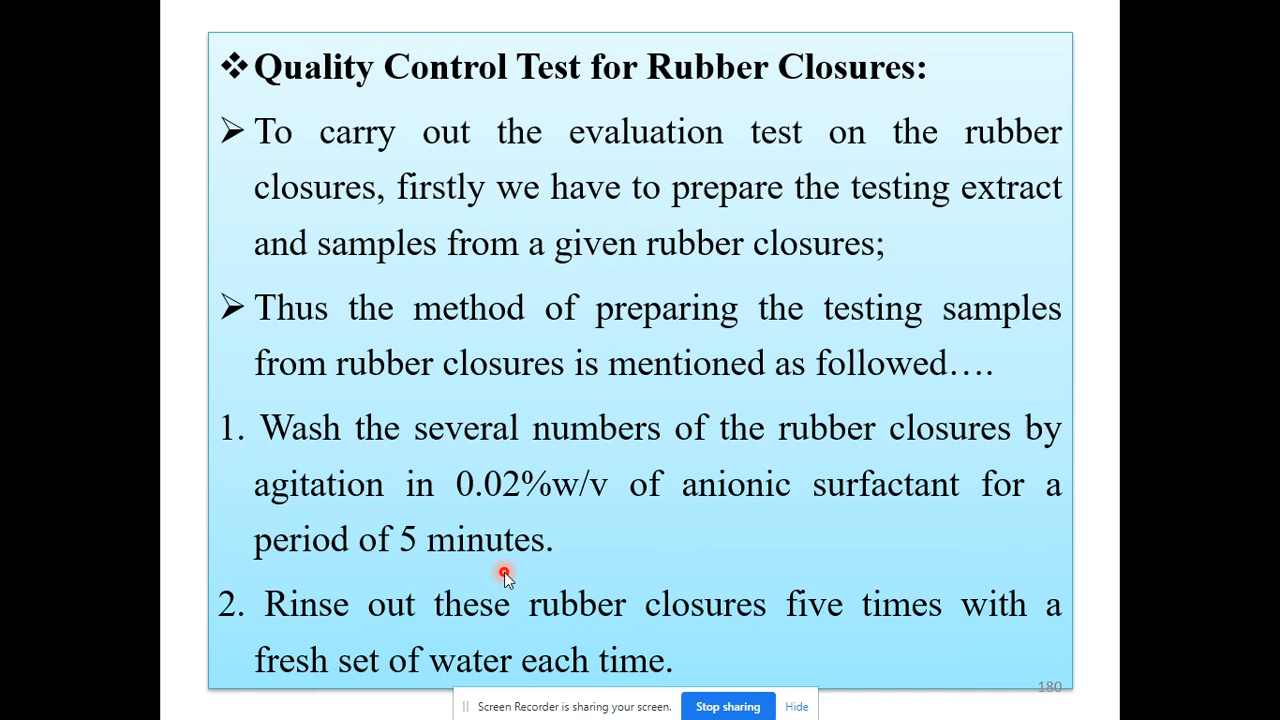 ❖Quality Control Test for Rubber Closures:
➢ To carry out the evaluation test on the rubber
closures, firstly we have to prepare the testing extract
and samples from a given rubber closures;
➢ Thus the method of preparing the testing samples
from rubber closures is mentioned as followed….
1. Wash the several numbers of the rubber closures by
agitation in 0.02%w/v of anionic surfactant for a
period of 5 minutes.
2. Rinse out these rubber closures five times with a
fresh set of water each time.
180
Screen Recorder is sharing your screen. Stop sharing Hide